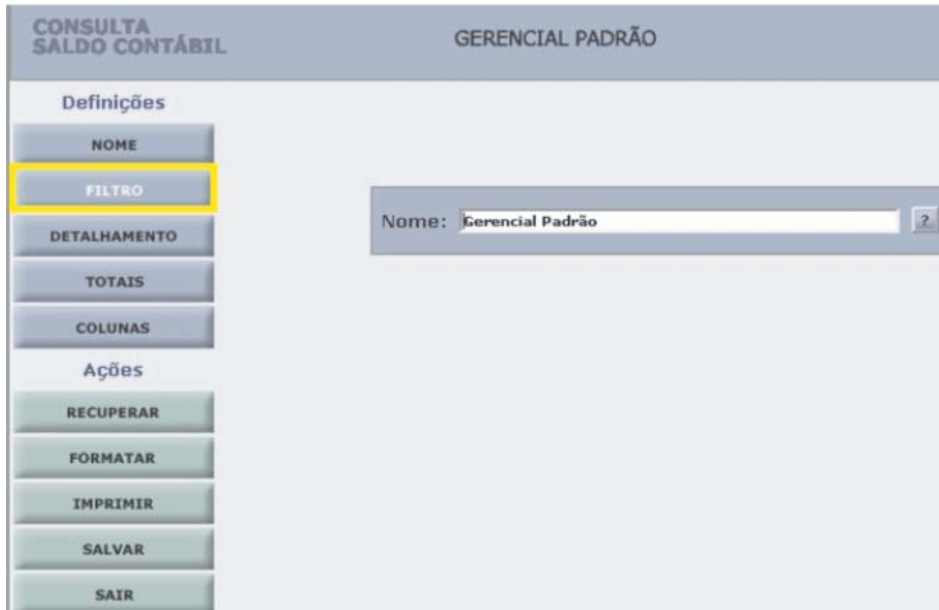 CONSULTA
SALDO CONTÁBIL
GERENCIAL PADRÃO
Definições
NOME
FILTRO
Nome: Gerencial Padrão ?
DETALHAMENTO
TOTAIS
COLUNAS
Ações
RECUPERAR
FORMATAR
IMPRIMIR
SALVAR
SAIR